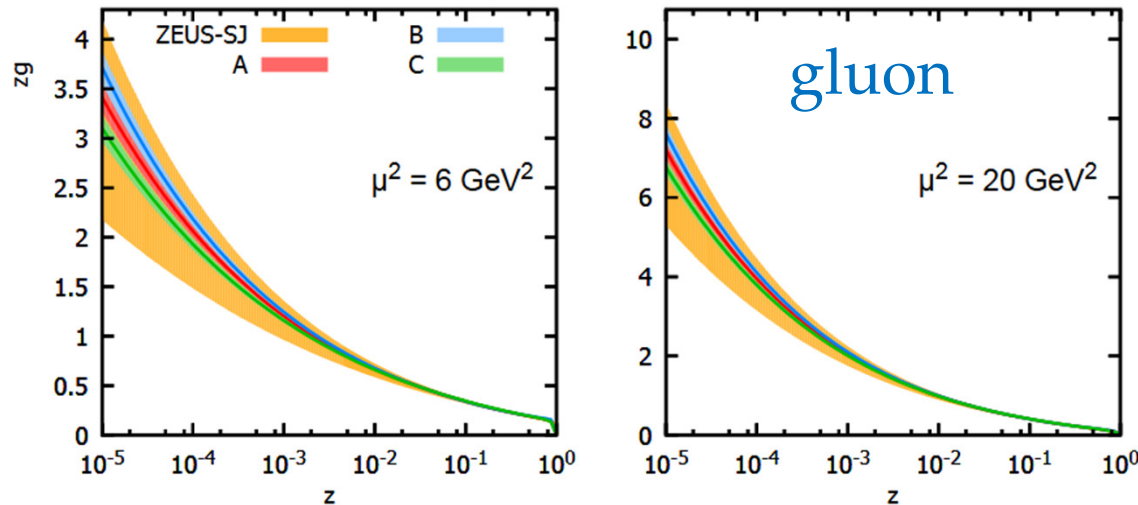 ZEUS-SJ
A
B
C
zg
4
3.5
3
2.5
2
1.5
1
0.5
0
μ² = 6 GeV²
10⁻⁵ 10⁻⁴ 10⁻³ 10⁻² 10⁻¹ 10⁰
z
gluon
10
8
6
4
2
0
μ² = 20 GeV²
10⁻⁵ 10⁻⁴ 10⁻³ 10⁻² 10⁻¹ 10⁰
z